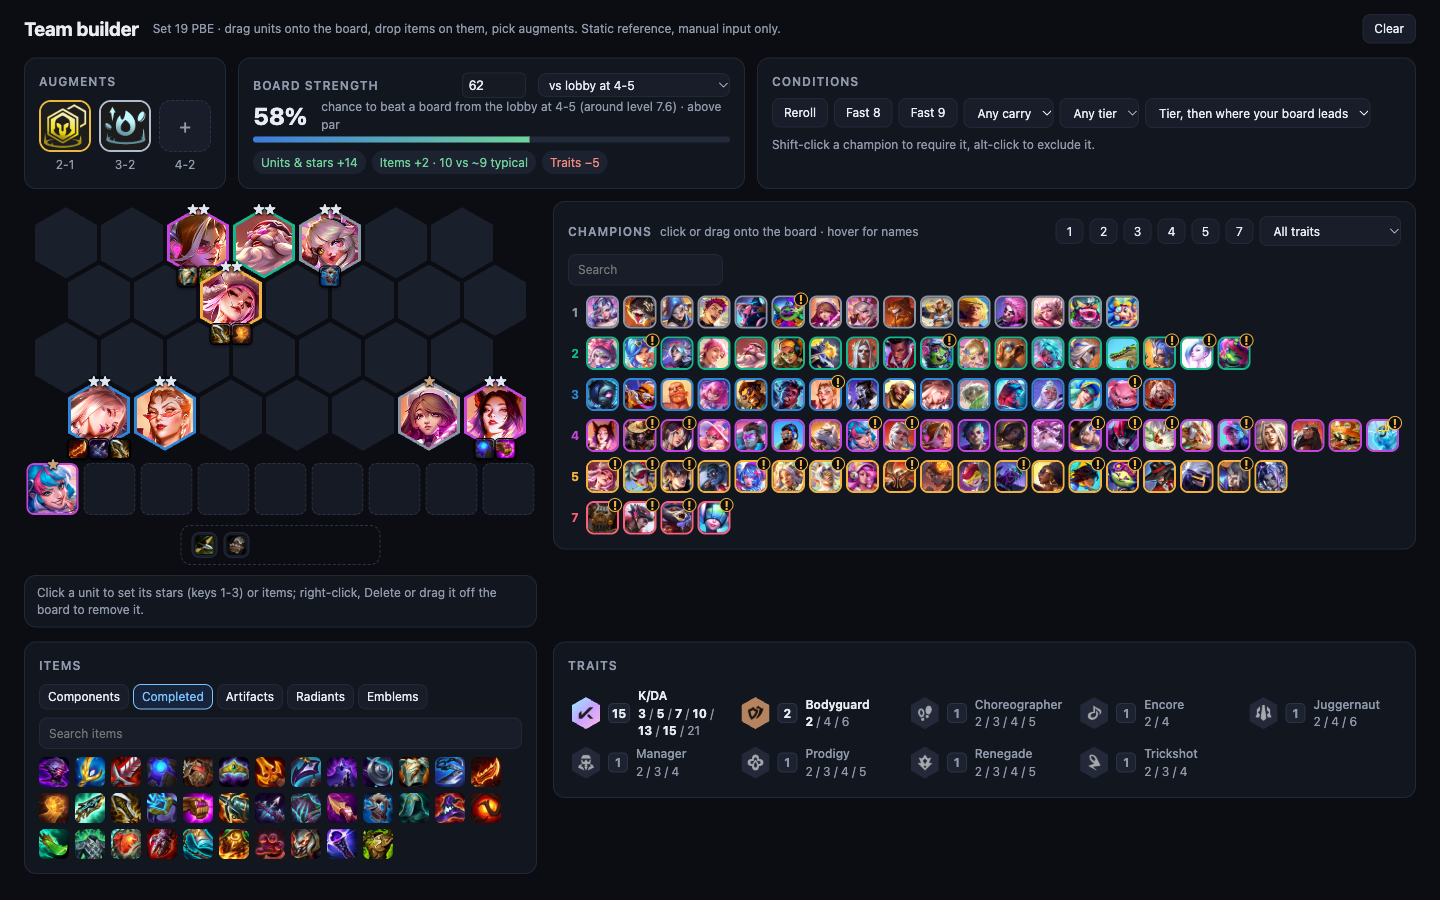 Team builder
Set 19 PBE · drag units onto the board, drop items on them, pick augments. Static reference, manual input only.
Clear
AUGMENTS
+
2-1
3-2
4-2
BOARD STRENGTH
62
vs lobby at 4-5
58%
chance to beat a board from the lobby at 4-5 (around level 7.6) · above
par
Units & stars +14
Items +2 · 10 vs ~9 typical
Traits −5
CONDITIONS
Reroll
Fast 8
Fast 9
Any carry
Any tier
Tier, then where your board leads
Shift-click a champion to require it, alt-click to exclude it.
CHAMPIONS
click or drag onto the board · hover for names
1
2
3
4
5
7
All traits
Search
1
!
2
! ! ! ! !
3
! !
4
! ! ! ! ! ! ! ! ! !
5
! ! ! ! ! ! ! ! ! ! !
7
! ! ! !
Click a unit to set its stars (keys 1-3) or items; right-click, Delete or drag it off the
board to remove it.
ITEMS
Components
Completed
Artifacts
Radiants
Emblems
Search items
TRAITS
15
K/DA
3 / 5 / 7 / 10 /
13 / 15 / 21
2
Bodyguard
2 / 4 / 6
1
Choreographer
2 / 3 / 4 / 5
1
Encore
2 / 4
1
Juggernaut
2 / 4 / 6
1
Manager
2 / 3 / 4
1
Prodigy
2 / 3 / 4 / 5
1
Renegade
2 / 3 / 4 / 5
1
Trickshot
2 / 3 / 4